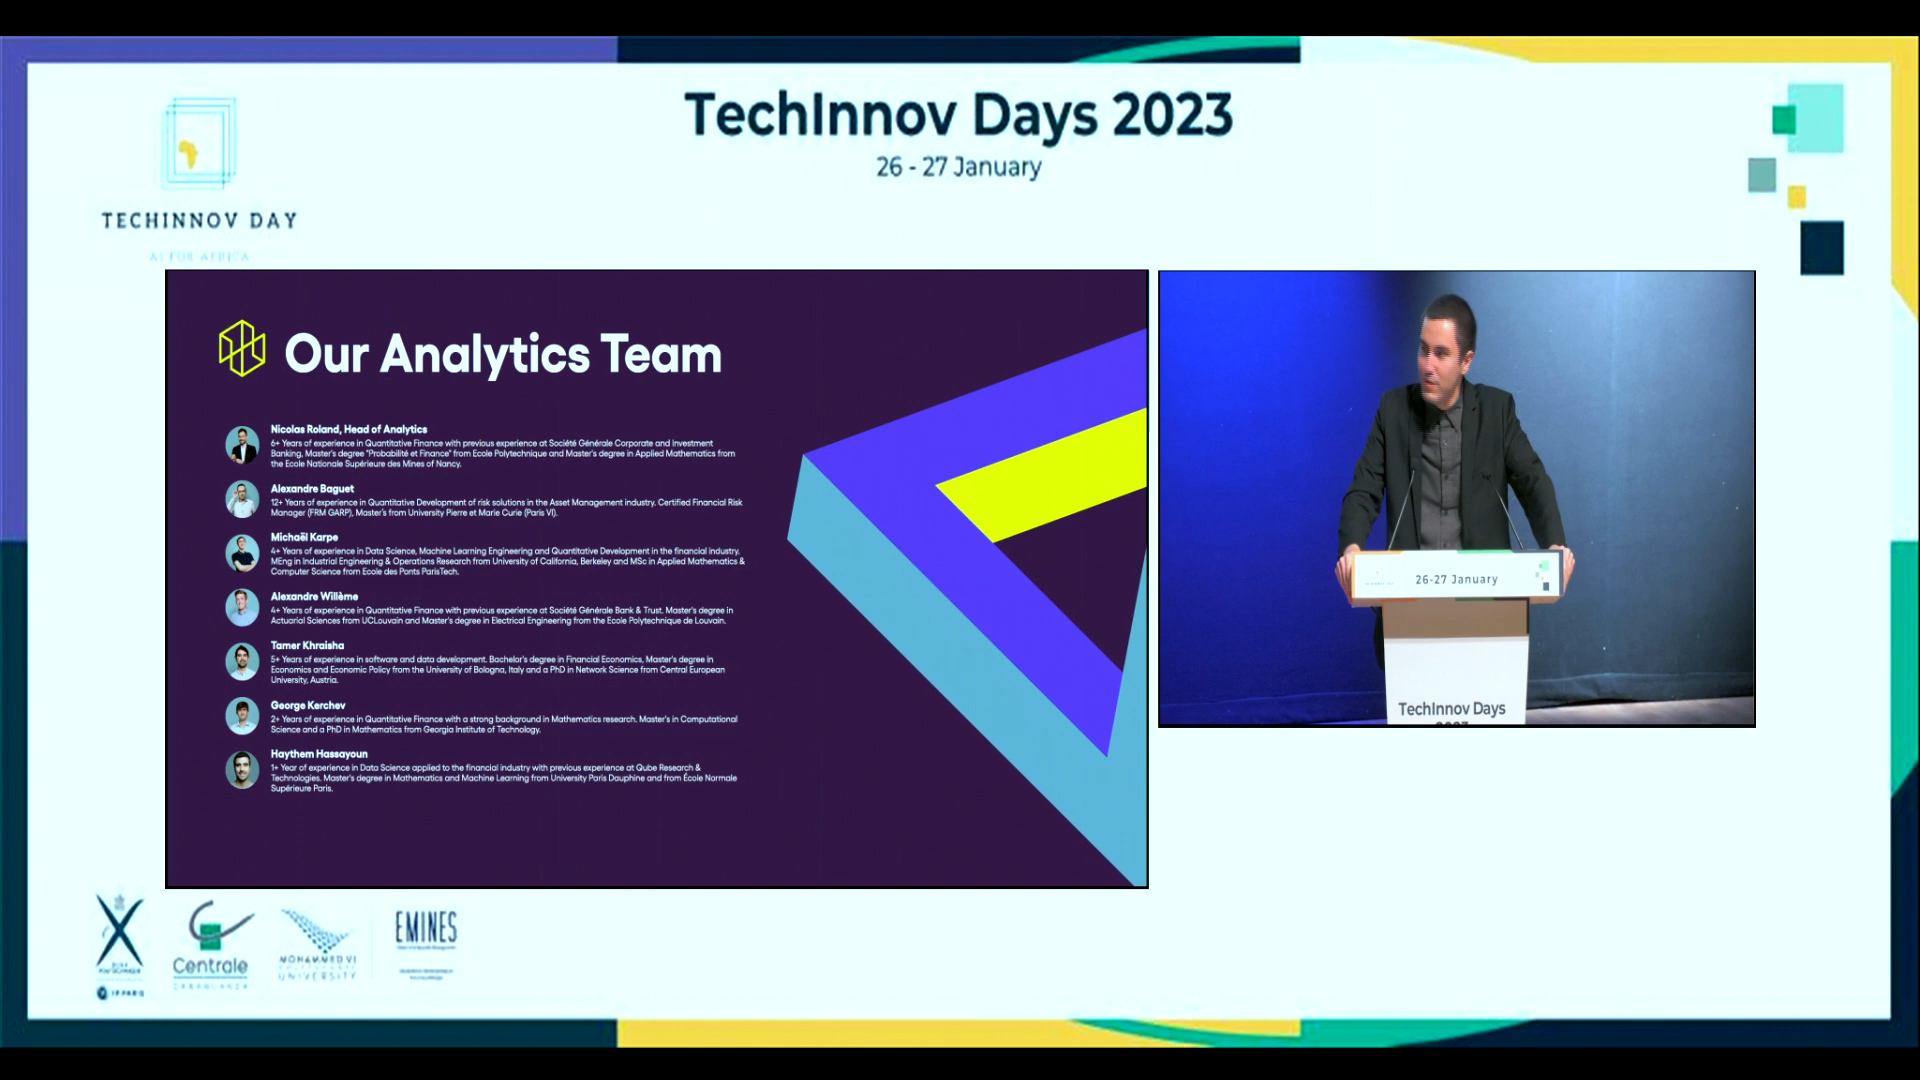 TechInnov Days 2023
26 - 27 January
TECHINNOV DAY
AI FOR AFRICA
Our Analytics Team
Nicolas Roland, Head of Analytics
6+ Years of experience in Quantitative Finance with previous experience at Société Générale Corporate and Investment
Banking, Master's degree "Probabilité et Finance" from Ecole Polytechnique and Master's degree in Applied Mathematics from
the Ecole Nationale Supérieure des Mines of Nancy.
Alexandre Baguet
12+ Years of experience in Quantitative Development of risk solutions in the Asset Management industry. Certified Financial Risk
Manager (FRM GARP), Master's from University Pierre et Marie Curie (Paris VI).
Michaël Karpe
4+ Years of experience in Data Science, Machine Learning Engineering and Quantitative Development in the financial industry.
MEng in Industrial Engineering & Operations Research from University of California, Berkeley and MSc in Applied Mathematics &
Computer Science from Ecole des Ponts ParisTech.
Alexandre Willème
4+ Years of experience in Quantitative Finance with previous experience at Société Générale Bank & Trust. Master's degree in
Actuarial Sciences from UCLouvain and Master's degree in Electrical Engineering from the Ecole Polytechnique de Louvain.
Tamer Khraisha
5+ Years of experience in software and data development. Bachelor's degree in Financial Economics, Master's degree in
Economics and Economic Policy from the University of Bologna, Italy and a PhD in Network Science from Central European
University, Austria.
George Kerchev
2+ Years of experience in Quantitative Finance with a strong background in Mathematics research. Master's in Computational
Science and a PhD in Mathematics from Georgia Institute of Technology.
Haythem Hassayoun
1+ Year of experience in Data Science applied to the financial industry with previous experience at Qube Research &
Technologies. Master's degree in Mathematics and Machine Learning from University Paris Dauphine and from École Normale
Supérieure Paris.
26-27 January
TechInnov Days
2023
Centrale
CASABLANCA
MOHAMMED VI
POLYTECHNIC
UNIVERSITY
EMINES
IP PARIS